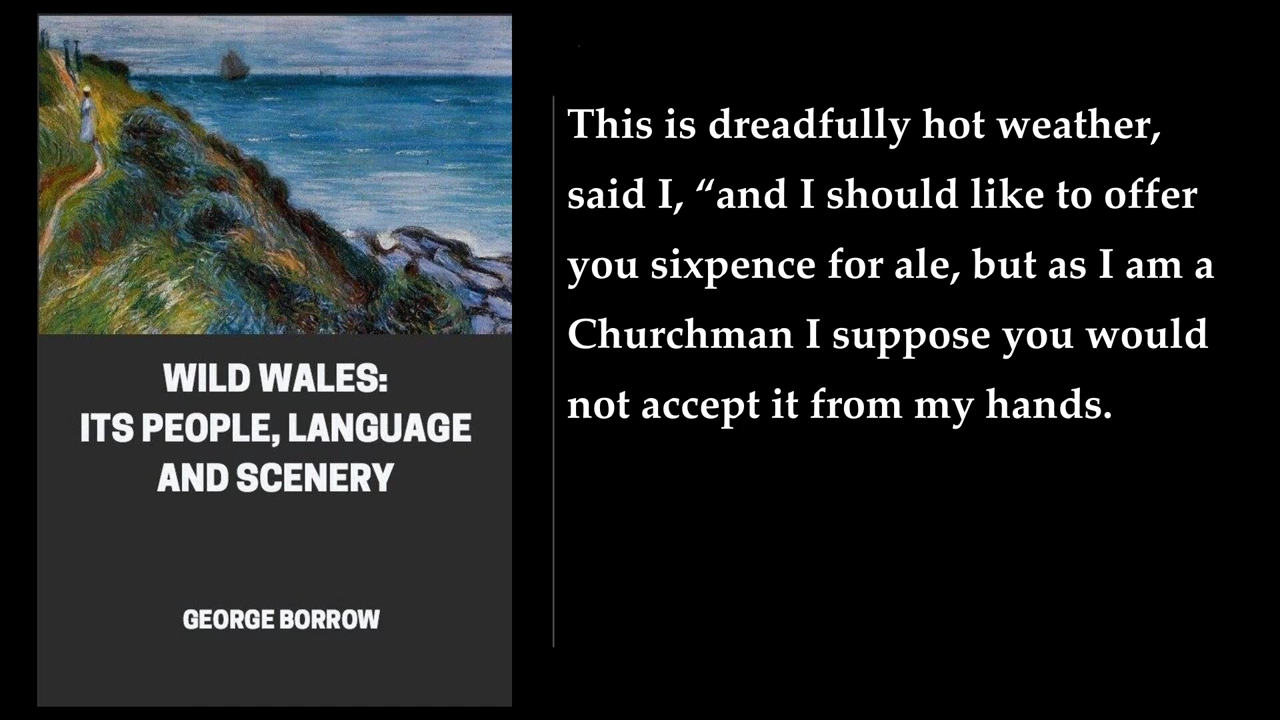 WILD WALES:
ITS PEOPLE, LANGUAGE
AND SCENERY
GEORGE BORROW
This is dreadfully hot weather,
said I, “and I should like to offer
you sixpence for ale, but as I am a
Churchman I suppose you would
not accept it from my hands.